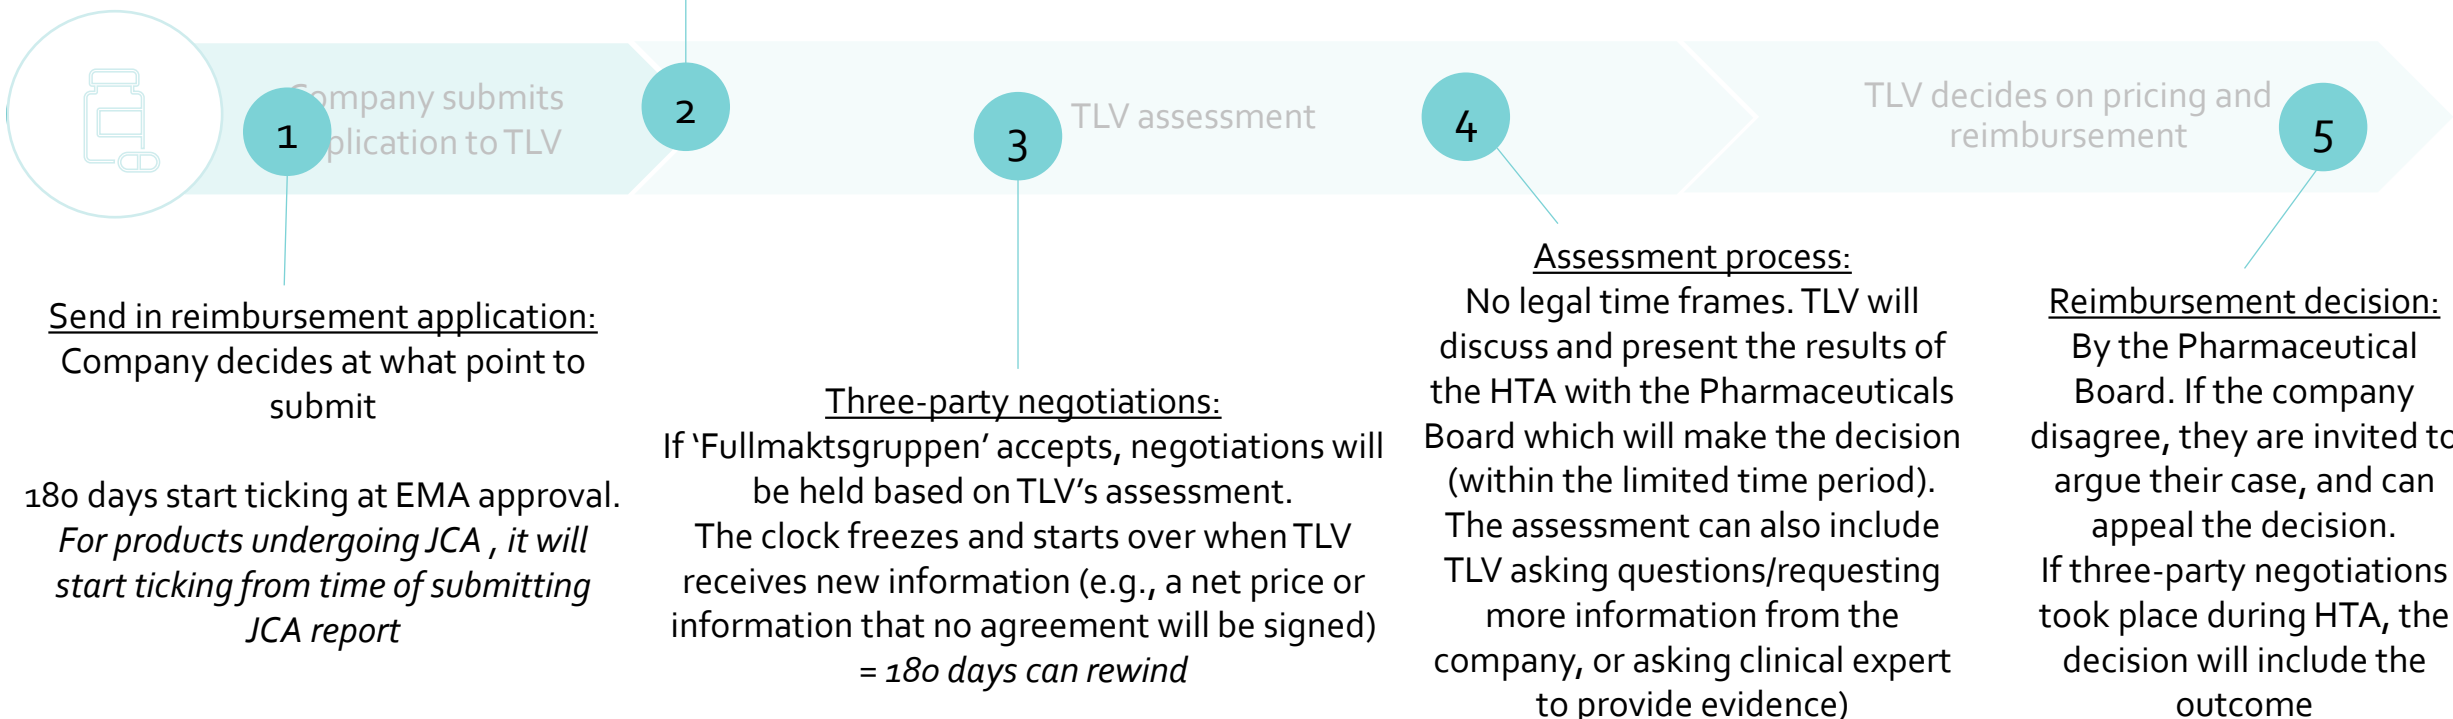 Company submits
plication to TLV
1
2
3
TLV assessment
4
TLV decides on pricing and
reimbursement
5
Send in reimbursement application:
Company decides at what point to
submit
180 days start ticking at EMA approval.
For products undergoing JCA , it will
start ticking from time of submitting
JCA report
Three-party negotiations:
If ‘Fullmaktsgruppen’ accepts, negotiations will
be held based on TLV’s assessment.
The clock freezes and starts over when TLV
receives new information (e.g., a net price or
information that no agreement will be signed)
= 180 days can rewind
Assessment process:
No legal time frames. TLV will
discuss and present the results of
the HTA with the Pharmaceuticals
Board which will make the decision
(within the limited time period).
The assessment can also include
TLV asking questions/requesting
more information from the
company, or asking clinical expert
to provide evidence)
Reimbursement decision:
By the Pharmaceutical
Board. If the company
disagree, they are invited to
argue their case, and can
appeal the decision.
If three-party negotiations
took place during HTA, the
decision will include the
outcome